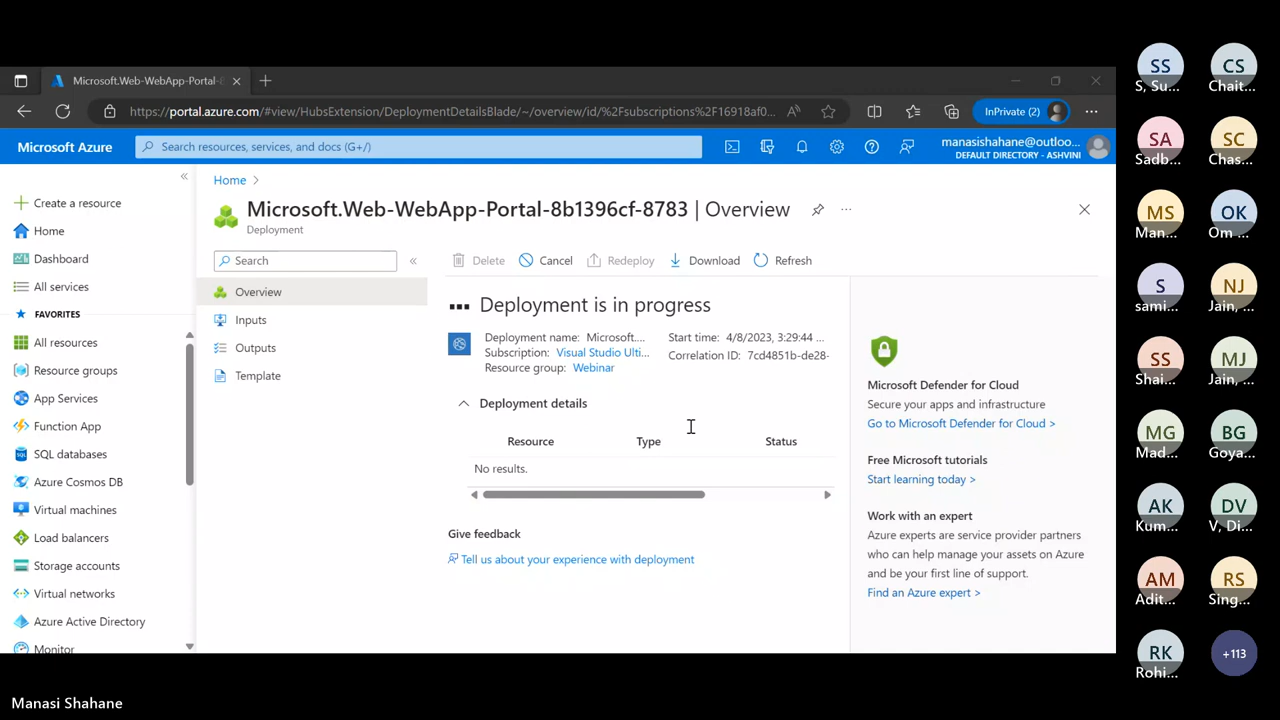 Microsoft.Web-WebApp-Portal-8
https://portal.azure.com/#view/HubsExtension/DeploymentDetailsBlade/~/overview/id/%2Fsubscriptions%2F16918af0...
InPrivate (2)
Microsoft Azure
Search resources, services, and docs (G+/)
manasishahane@outloo...
DEFAULT DIRECTORY - ASHVINI
Create a resource
Home
Dashboard
All services
FAVORITES
All resources
Resource groups
App Services
Function App
SQL databases
Azure Cosmos DB
Virtual machines
Load balancers
Storage accounts
Virtual networks
Azure Active Directory
Monitor
Home
Microsoft.Web-WebApp-Portal-8b1396cf-8783 | Overview
Deployment
Search
Overview
Inputs
Outputs
Template
Delete
Cancel
Redeploy
Download
Refresh
Deployment is in progress
Deployment name: Microsoft....
Subscription: Visual Studio Ulti...
Resource group: Webinar
Start time: 4/8/2023, 3:29:44 ...
Correlation ID: 7cd4851b-de28-
Deployment details
Resource Type Status
No results.
Give feedback
Tell us about your experience with deployment
Microsoft Defender for Cloud
Secure your apps and infrastructure
Go to Microsoft Defender for Cloud >
Free Microsoft tutorials
Start learning today >
Work with an expert
Azure experts are service provider partners
who can help manage your assets on Azure
and be your first line of support.
Find an Azure expert >
SS CS
S, Su... Chait...
SA SC
Sadb... Chas...
MS OK
Man... Om ...
S NJ
sami... Jain, ...
SS MJ
Shai... Jain, ...
MG BG
Mad... Goya...
AK DV
Kum... V, Di...
AM RS
Adit... Sing...
RK +113
Rohi...
Manasi Shahane